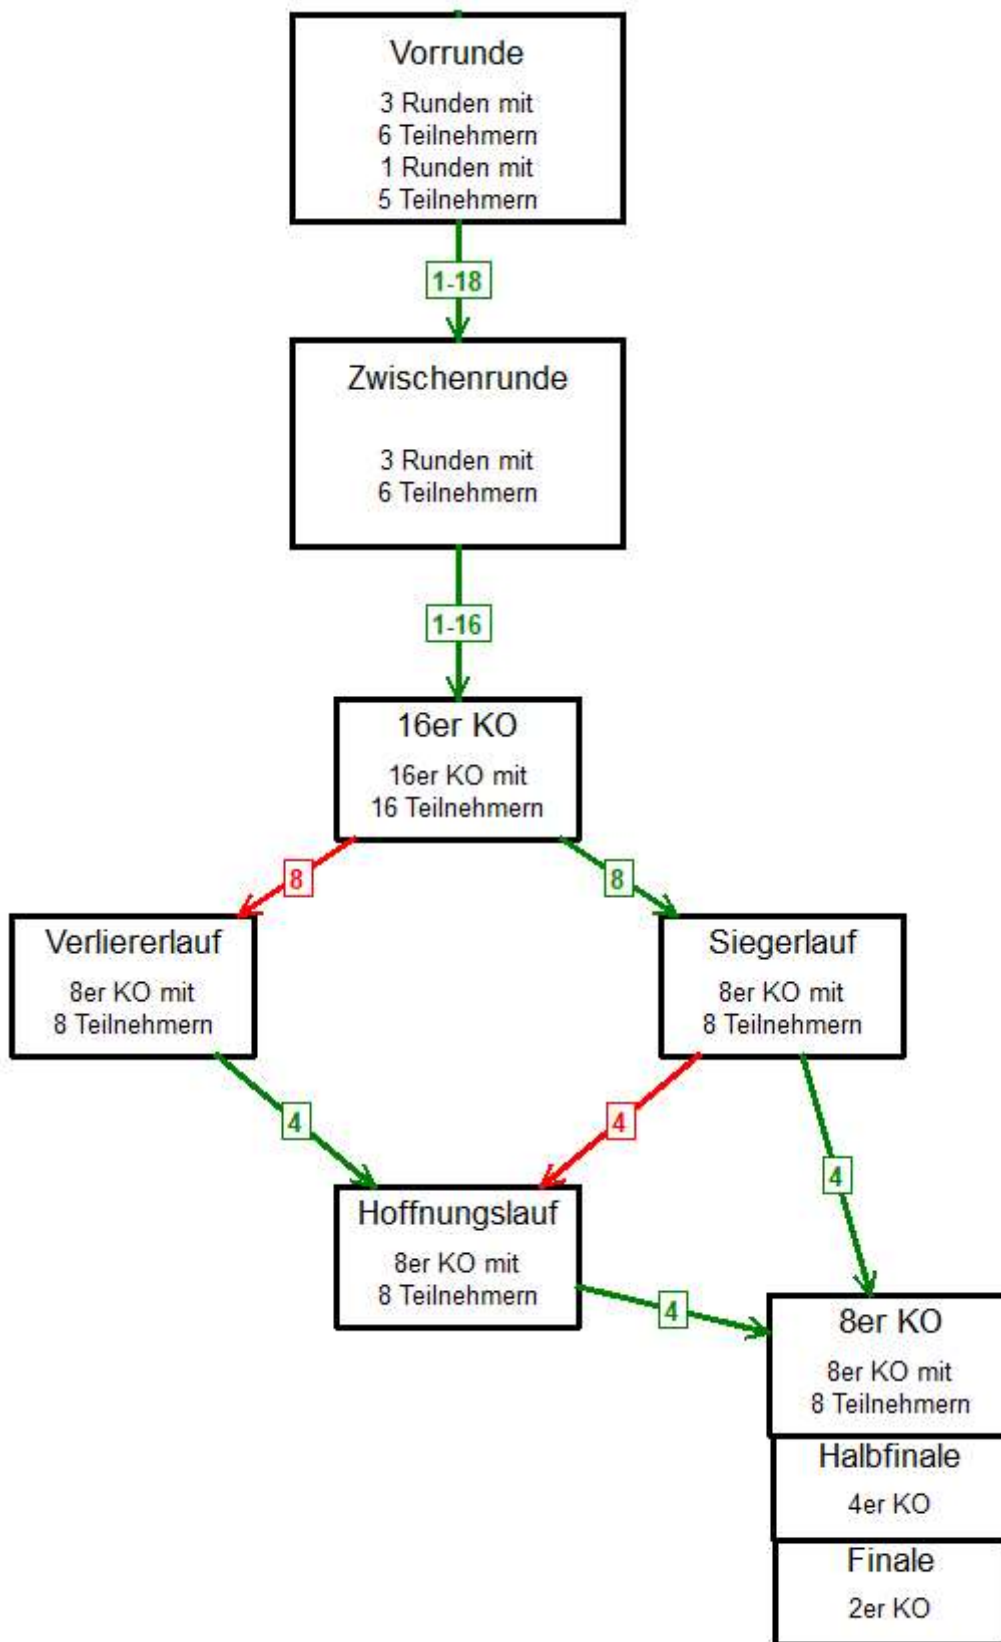 Vorrunde
3 Runden mit
6 Teilnehmern
1 Runden mit
5 Teilnehmern
1-18
Zwischenrunde
3 Runden mit
6 Teilnehmern
1-16
16er KO
16er KO mit
16 Teilnehmern
8
8
Verliererlauf
8er KO mit
8 Teilnehmern
Siegerlauf
8er KO mit
8 Teilnehmern
4
4
4
Hoffnungslauf
8er KO mit
8 Teilnehmern
4
8er KO
8er KO mit
8 Teilnehmern
Halbfinale
4er KO
Finale
2er KO